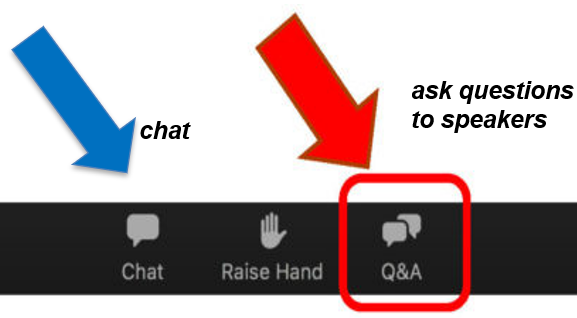 chat
ask questions
to speakers
Chat
Raise Hand
Q&A